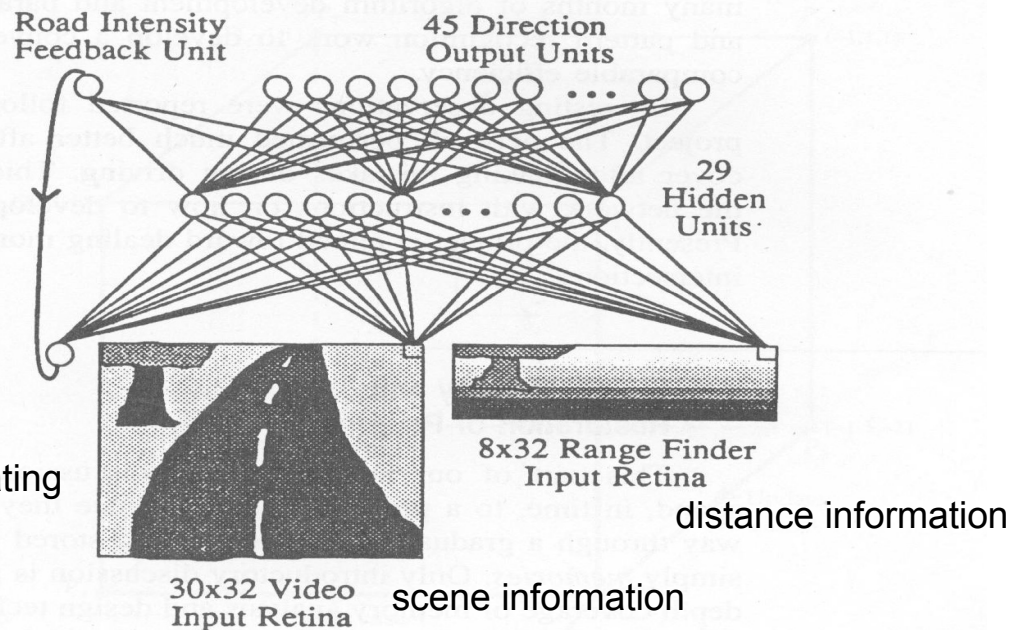 Road Intensity
Feedback Unit
45 Direction
Output Units
29
Hidden
Units
8x32 Range Finder
Input Retina
ating
distance information
30x32 Video
Input Retina
scene information